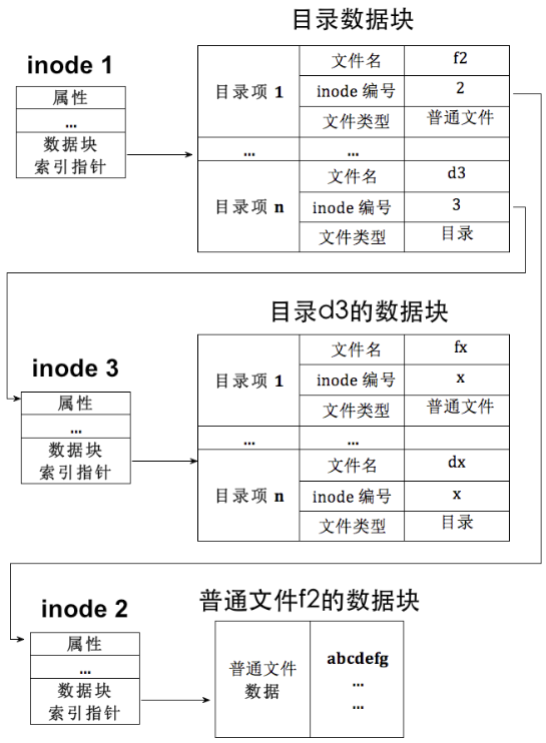 目录数据块
inode 1
属性
...
数据块
索引指针
目录项 1
文件名
f2
inode 编号
2
文件类型
普通文件
...
...
目录项 n
文件名
d3
inode 编号
3
文件类型
目录
目录d3的数据块
inode 3
属性
...
数据块
索引指针
目录项 1
文件名
fx
inode 编号
x
文件类型
普通文件
...
...
目录项 n
文件名
dx
inode 编号
x
文件类型
目录
普通文件f2的数据块
inode 2
属性
...
数据块
索引指针
普通文件
数据
abcdefg
...
...